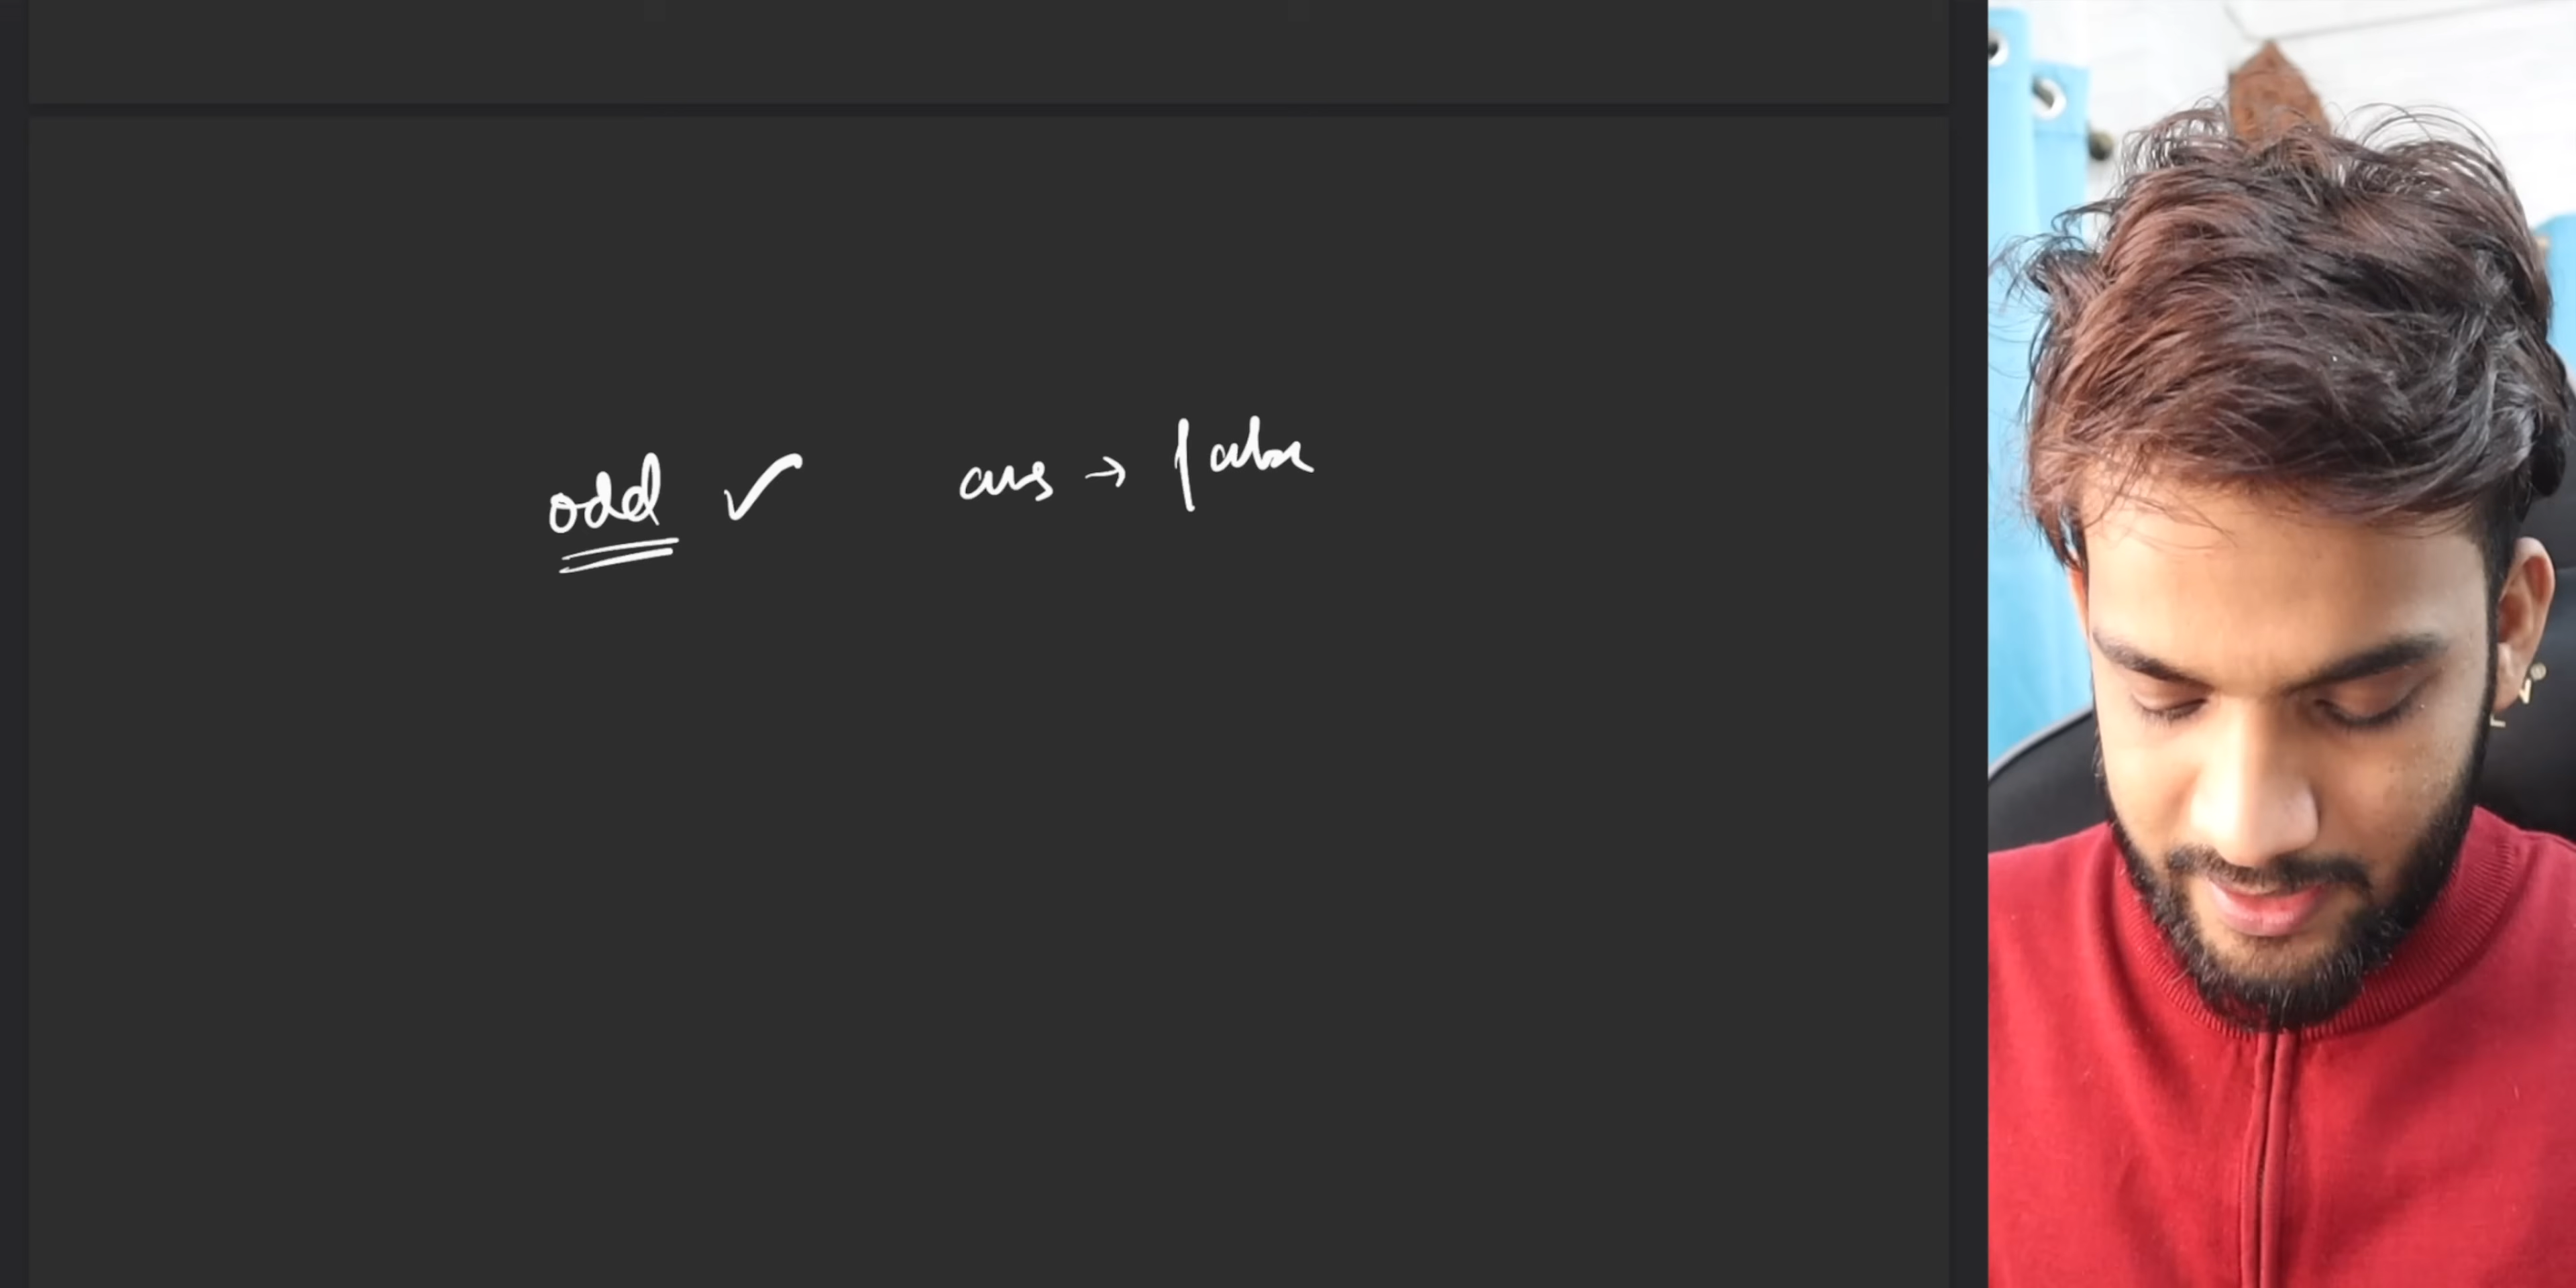 odd ✓ ans → false